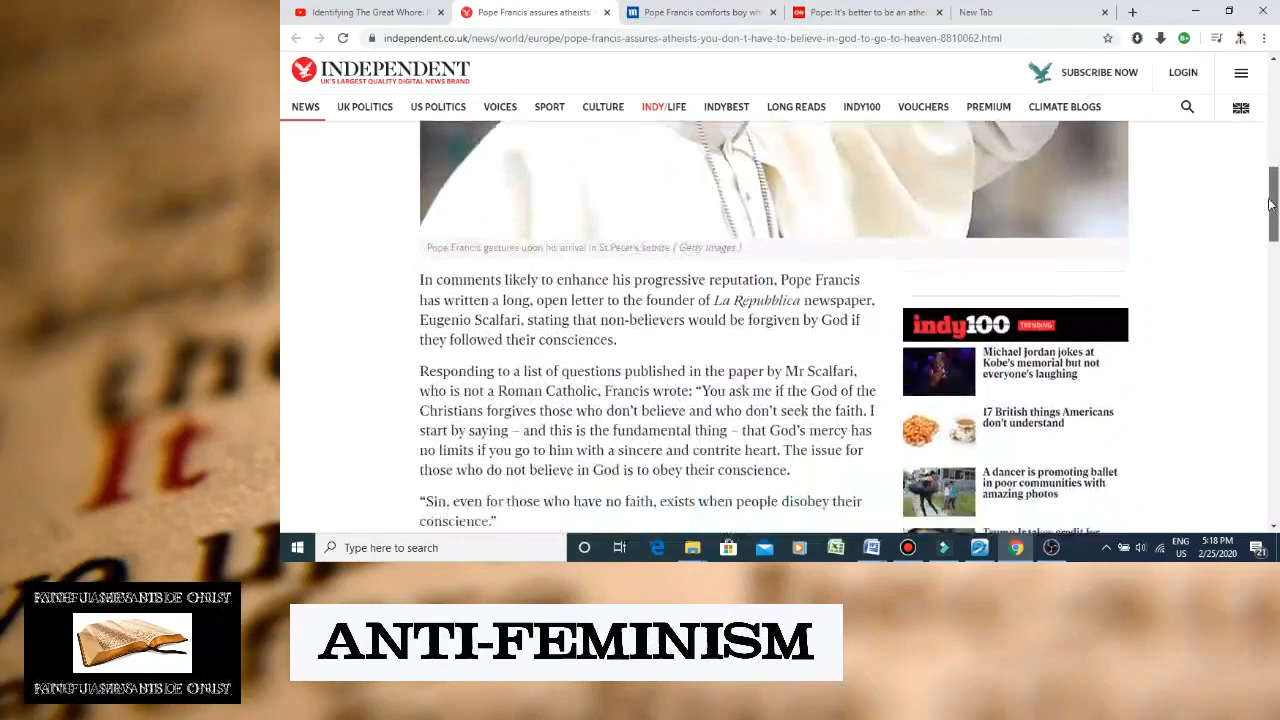 Identifying The Great Whore: R
Pope Francis assures atheists:
Pope Francis comforts boy wh
Pope: It's better to be an athe
New Tab
independent.co.uk/news/world/europe/pope-francis-assures-atheists-you-don-t-have-to-believe-in-god-to-go-to-heaven-8810062.html
INDEPENDENT
UK'S LARGEST QUALITY DIGITAL NEWS BRAND
SUBSCRIBE NOW
LOGIN
NEWS
UK POLITICS
US POLITICS
VOICES
SPORT
CULTURE
INDY/LIFE
INDYBEST
LONG READS
INDY100
VOUCHERS
PREMIUM
CLIMATE BLOGS
Pope Francis gestures upon his arrival in St Peter's square ( Getty Images )
In comments likely to enhance his progressive reputation, Pope Francis
has written a long, open letter to the founder of La Repubblica newspaper,
Eugenio Scalfari, stating that non-believers would be forgiven by God if
they followed their consciences.
Responding to a list of questions published in the paper by Mr Scalfari,
who is not a Roman Catholic, Francis wrote: “You ask me if the God of the
Christians forgives those who don’t believe and who don’t seek the faith. I
start by saying – and this is the fundamental thing – that God’s mercy has
no limits if you go to him with a sincere and contrite heart. The issue for
those who do not believe in God is to obey their conscience.
“Sin, even for those who have no faith, exists when people disobey their
conscience.”
indy100 TRENDING
Michael Jordan jokes at
Kobe's memorial but not
everyone's laughing
17 British things Americans
don't understand
A dancer is promoting ballet
in poor communities with
amazing photos
Type here to search
ENG
US
5:18 PM
2/25/2020
21
It
ANTI-FEMINISM